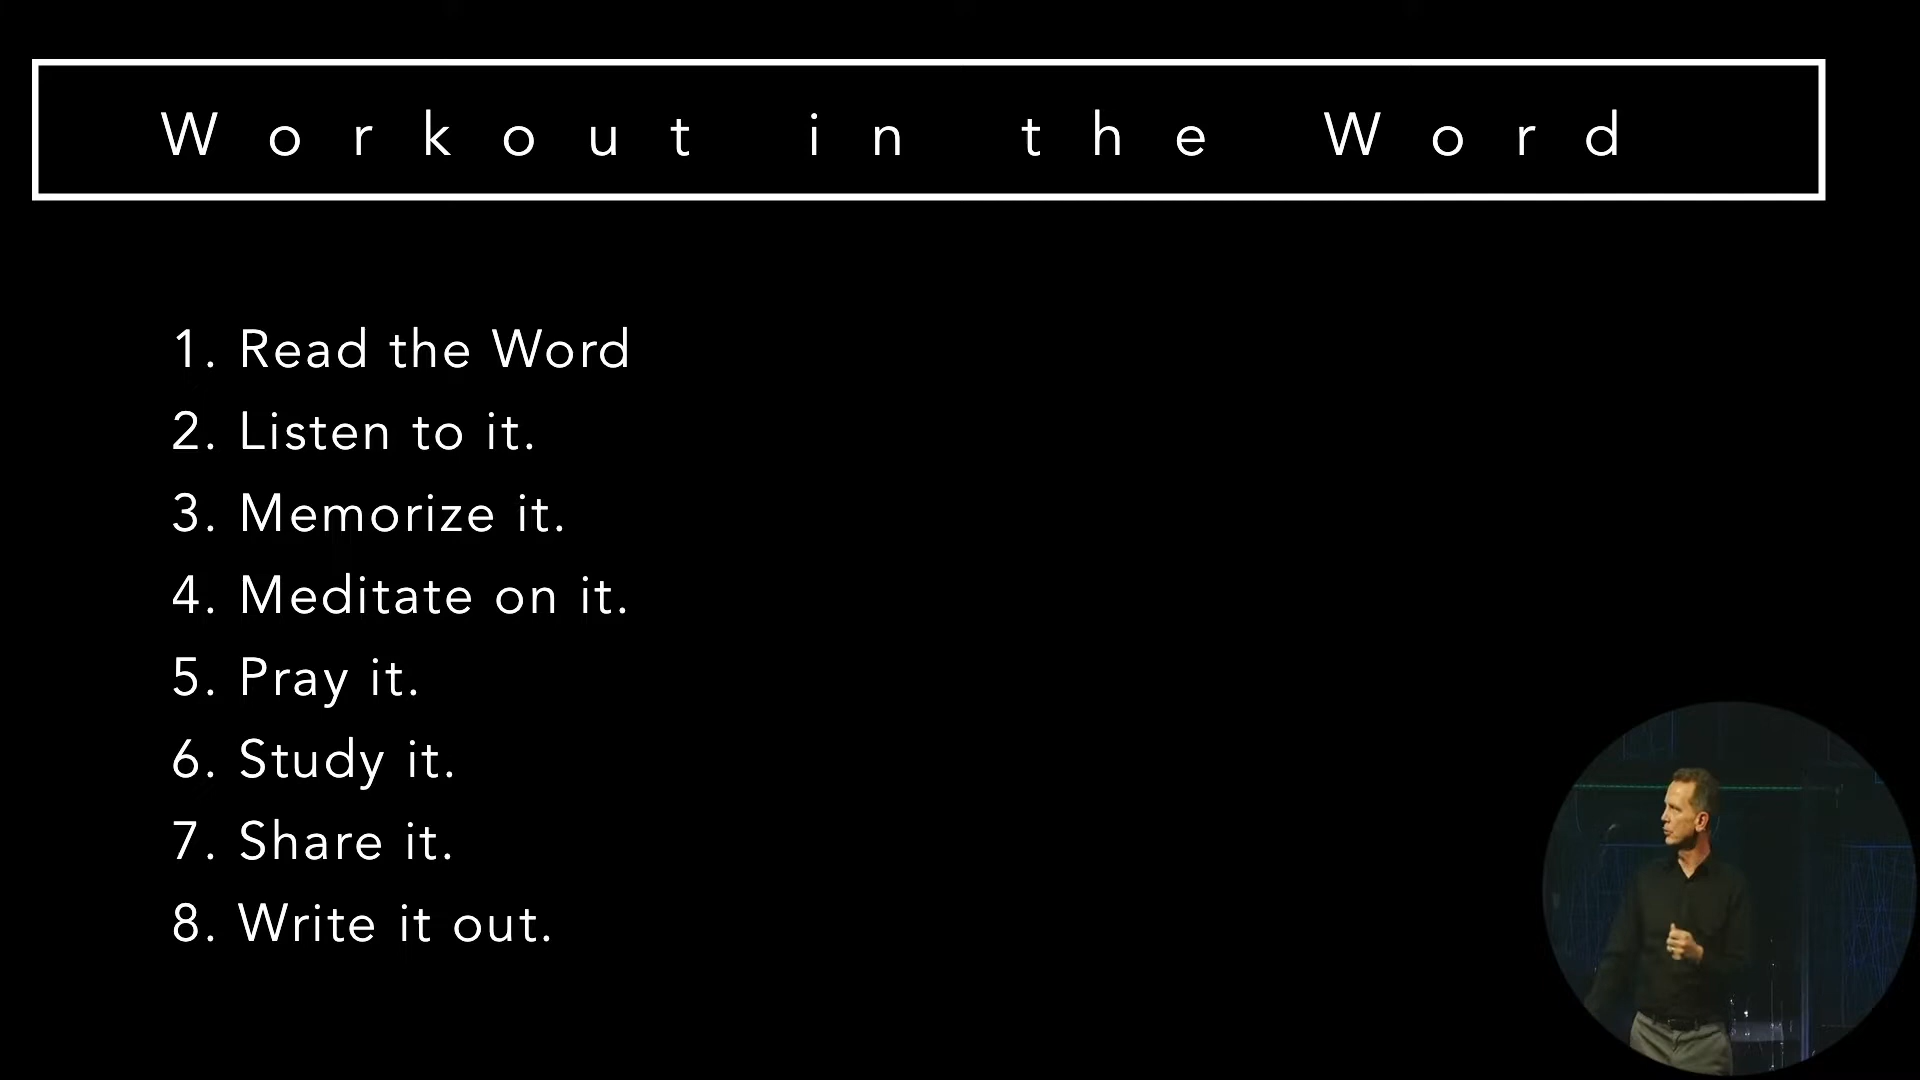 Workout in the Word
1. Read the Word
2. Listen to it.
3. Memorize it.
4. Meditate on it.
5. Pray it.
6. Study it.
7. Share it.
8. Write it out.